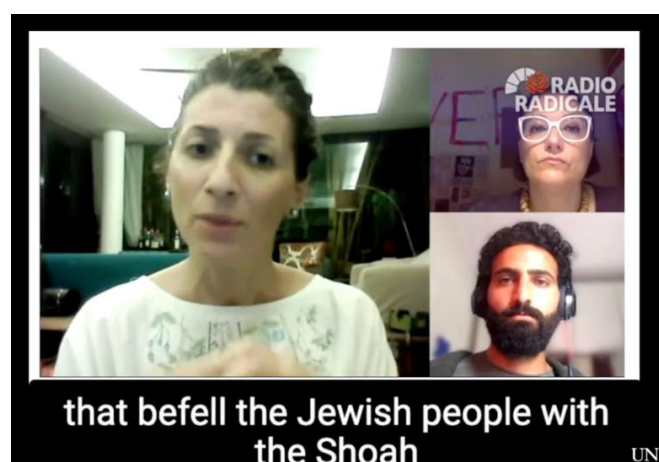 RADIO
RADICALE
that befell the Jewish people with
the Shoah
UN